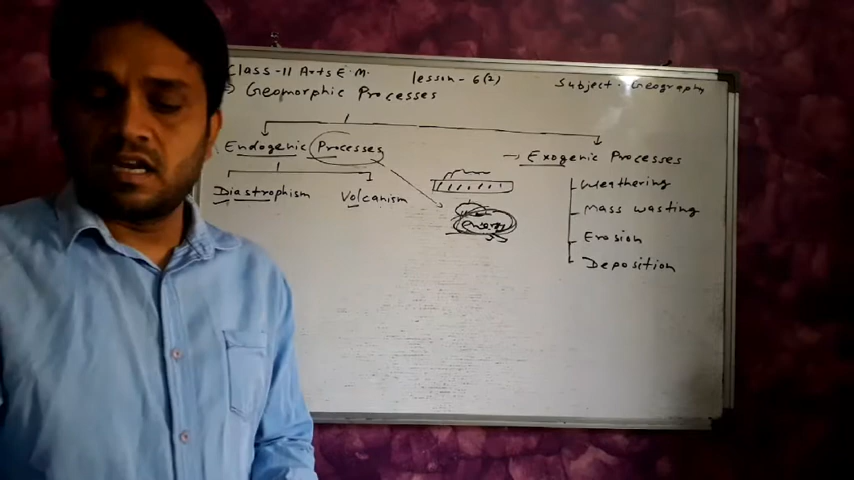 Class-11 Arts E.M. lesson-6(2) Subject. Geography
Geomorphic Processes
Endogenic Processes
Diastrophism Volcanism
energy
→ Exogenic Processes
Weathering
Mass wasting
Erosion
Deposition